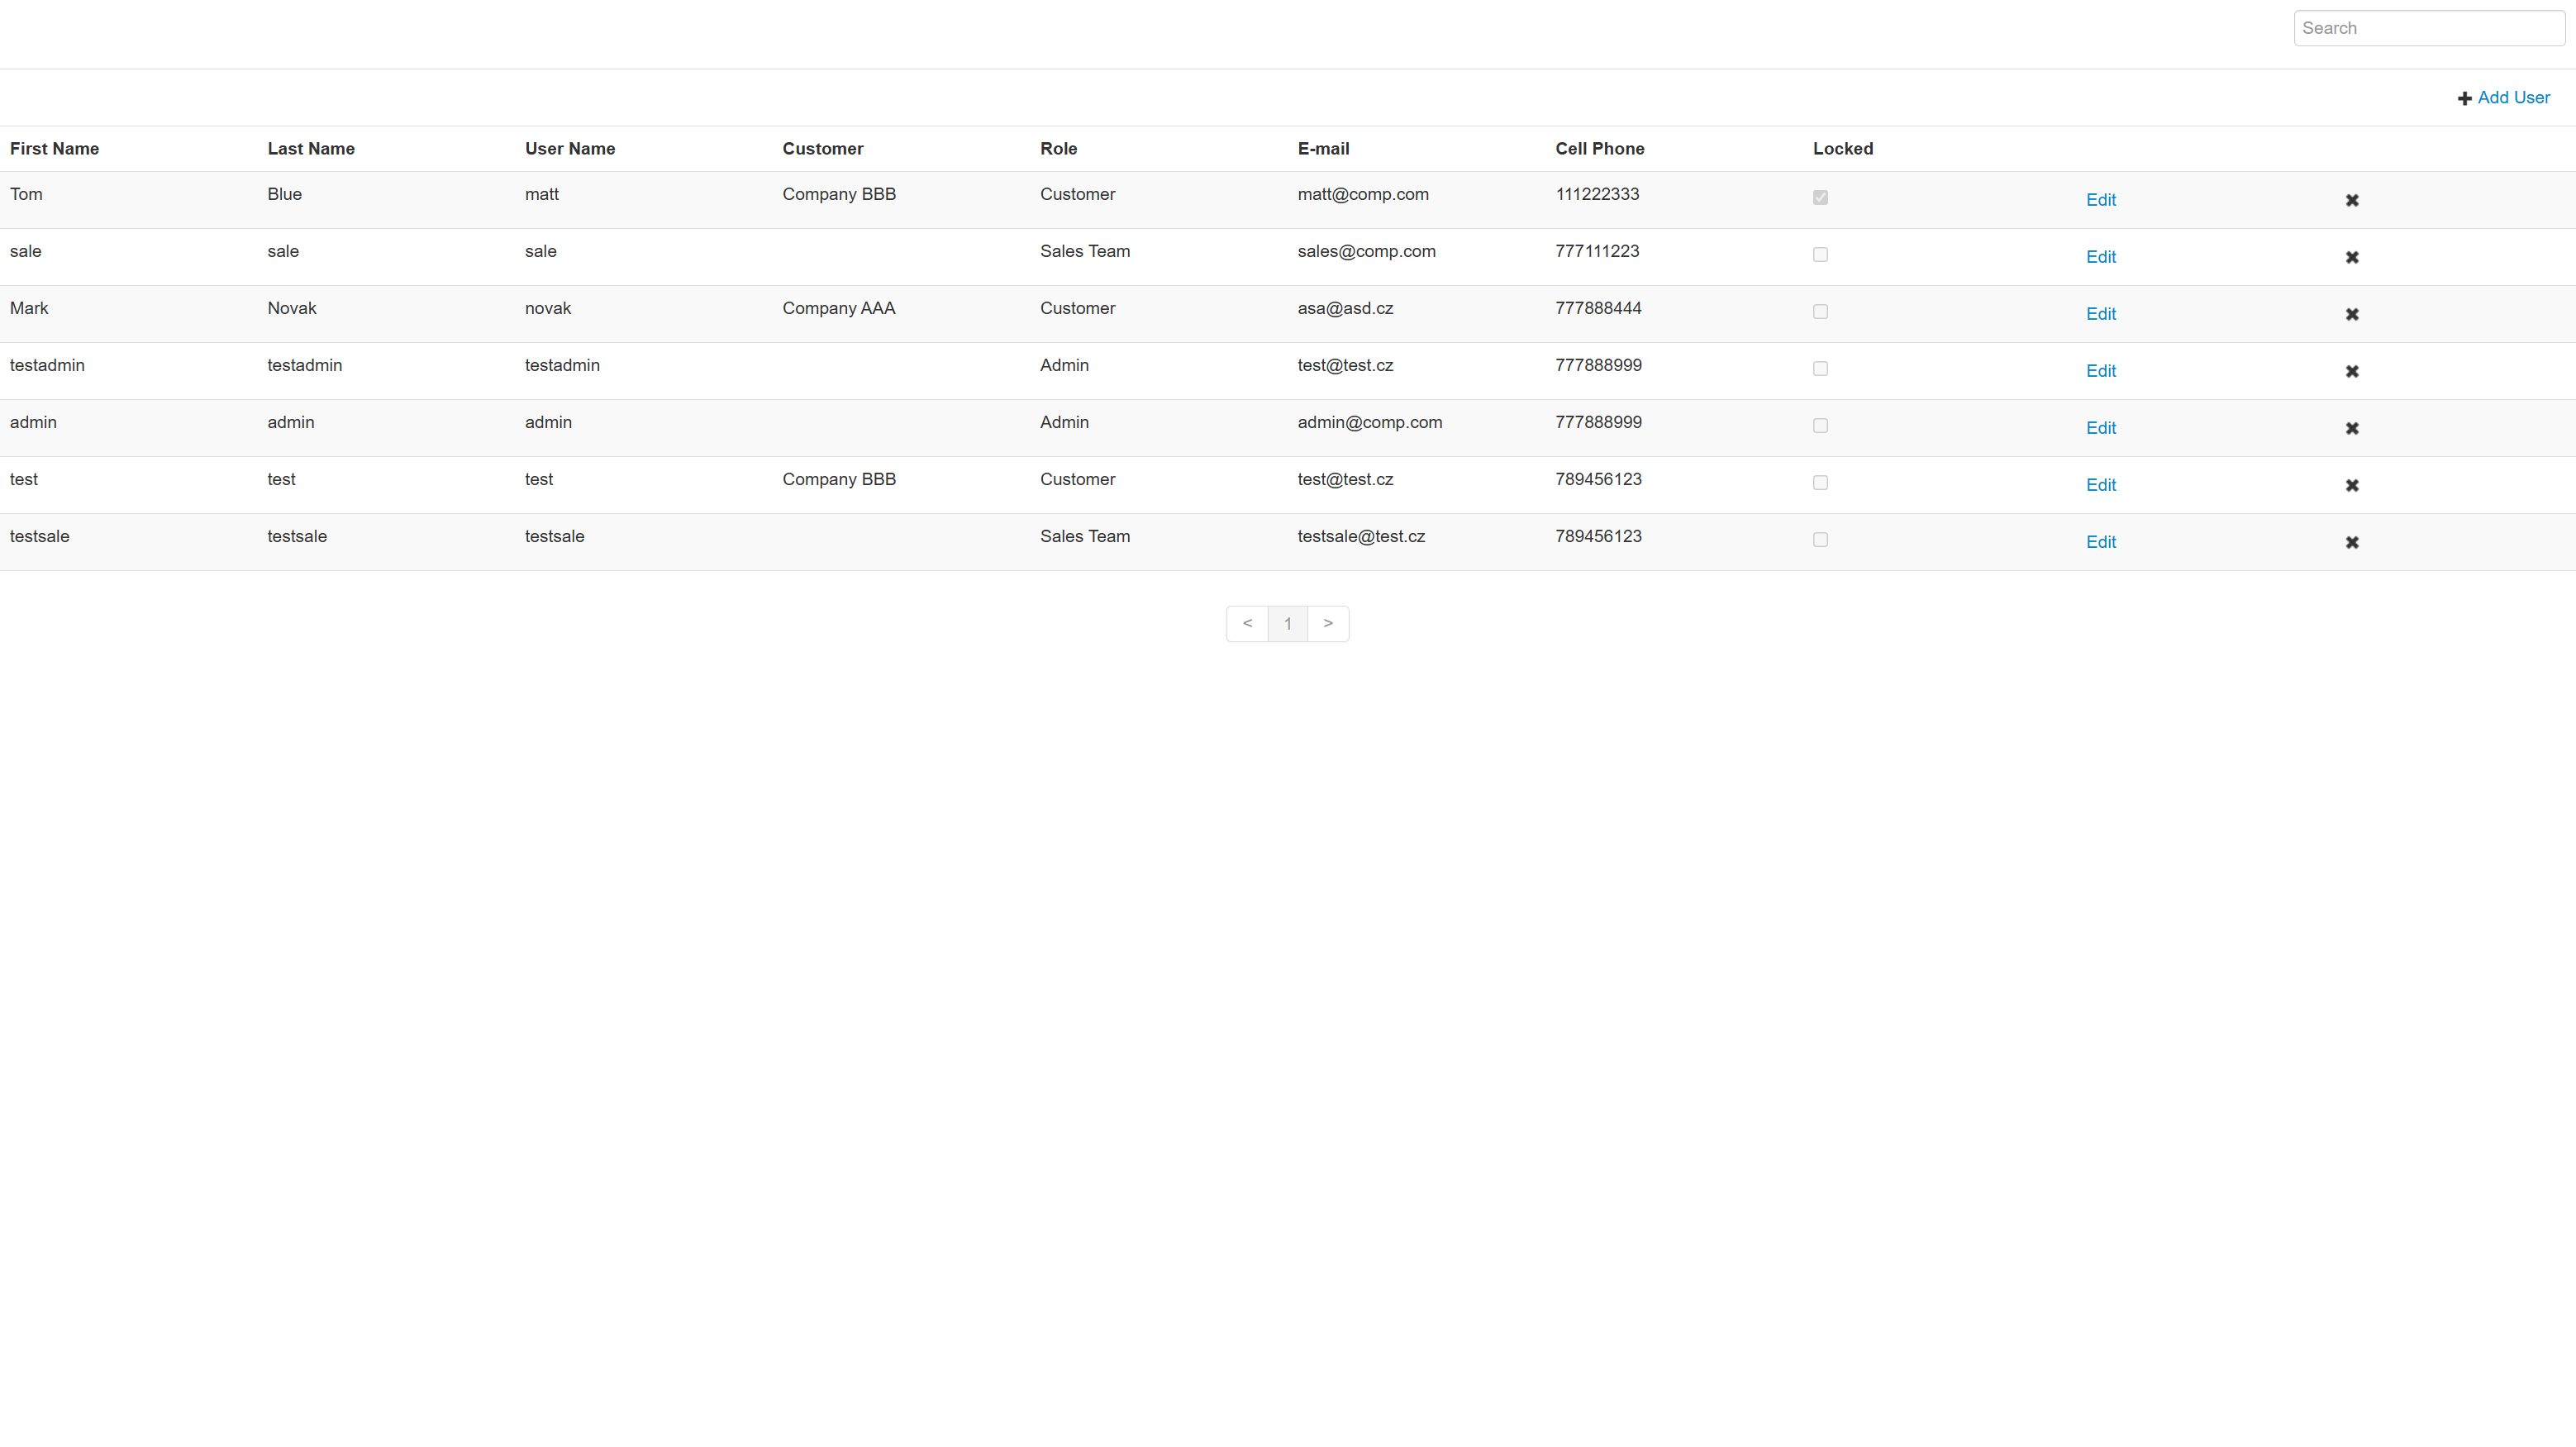 Search
Add User
First Name Last Name User Name Customer Role E-mail Cell Phone Locked
Tom Blue matt Company BBB Customer matt@comp.com 111222333 Edit
sale sale sale Sales Team sales@comp.com 777111223 Edit
Mark Novak novak Company AAA Customer asa@asd.cz 777888444 Edit
testadmin testadmin testadmin Admin test@test.cz 777888999 Edit
admin admin admin Admin admin@comp.com 777888999 Edit
test test test Company BBB Customer test@test.cz 789456123 Edit
testsale testsale testsale Sales Team testsale@test.cz 789456123 Edit
< 1 >